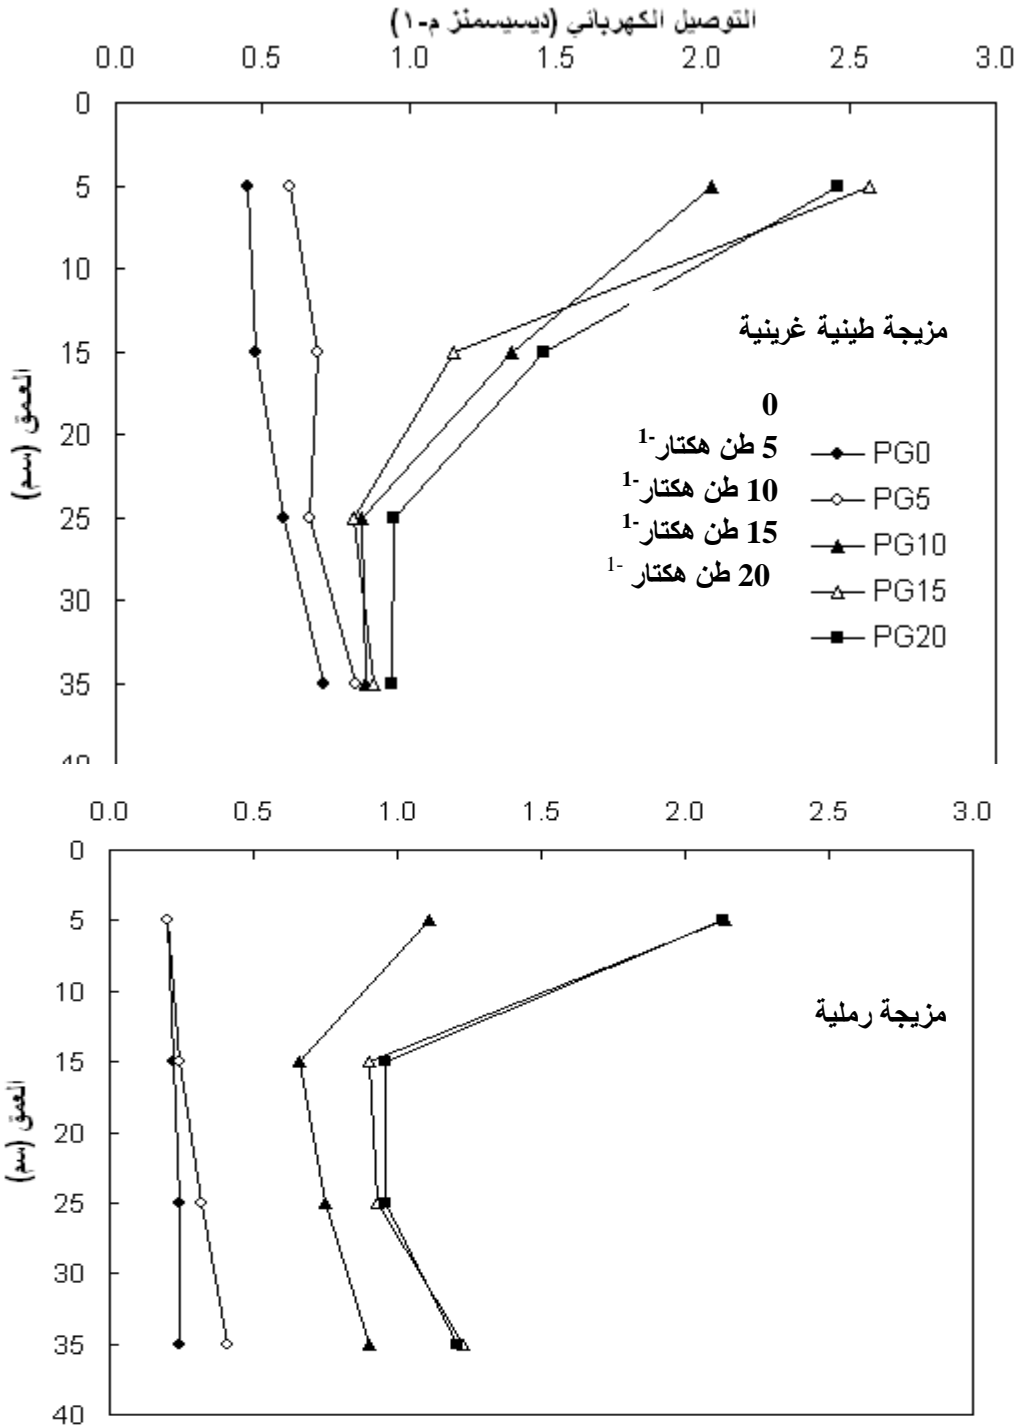 التوصيل الكهربائي (ديسيسمنز م-١)
0.0 0.5 1.0 1.5 2.0 2.5 3.0
0
5
10
15
20
25
30
35
40
العمق (سم)
مزيجة طينية غرينية
0
5 طن هكتار-1
10 طن هكتار-1
15 طن هكتار-1
20 طن هكتار -1
PG0
PG5
PG10
PG15
PG20
0.0 0.5 1.0 1.5 2.0 2.5 3.0
0
5
10
15
20
25
30
35
40
العمق (سم)
مزيجة رملية